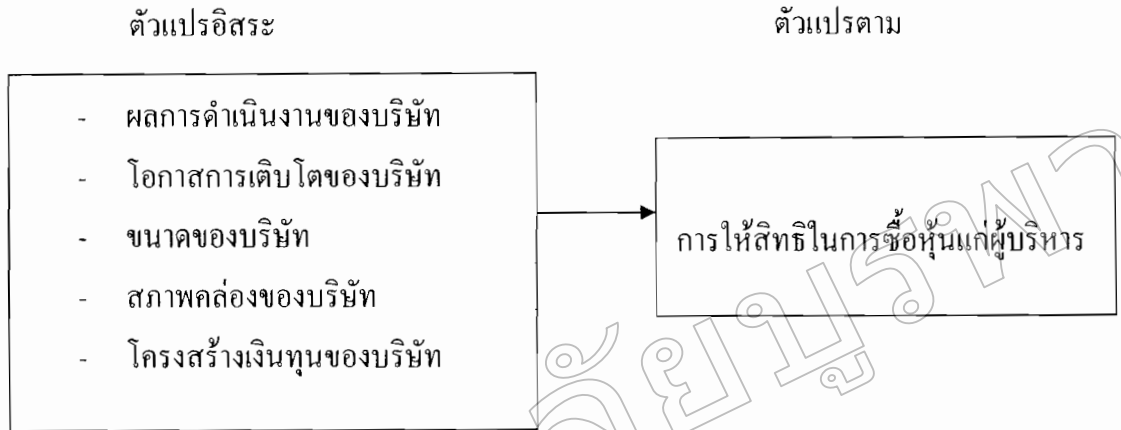 ตัวแปรอิสระ
ตัวแปรตาม
- ผลการดำเนินงานของบริษัท
- โอกาสการเติบโตของบริษัท
- ขนาดของบริษัท
- สภาพคล่องของบริษัท
- โครงสร้างเงินทุนของบริษัท
การให้สิทธิในการซื้อหุ้นแก่ผู้บริหาร